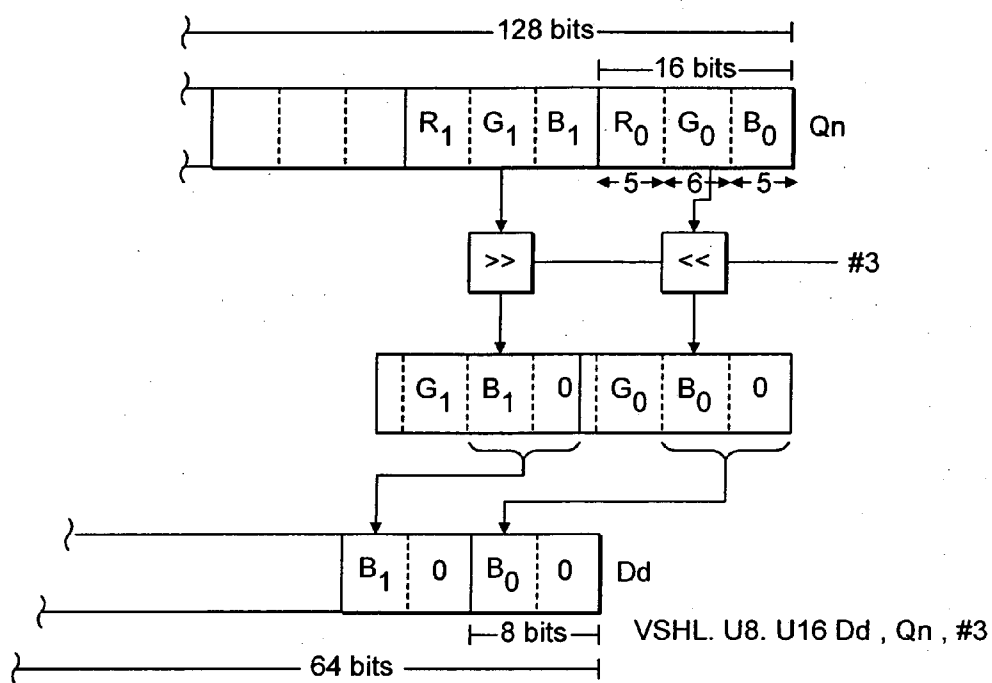 128 bits
16 bits
R1 G1 B1 R0 G0 B0 Qn
5 6 5
>> << #3
G1 B1 0 G0 B0 0
B1 0 B0 0 Dd
8 bits VSHL. U8. U16 Dd , Qn , #3
64 bits